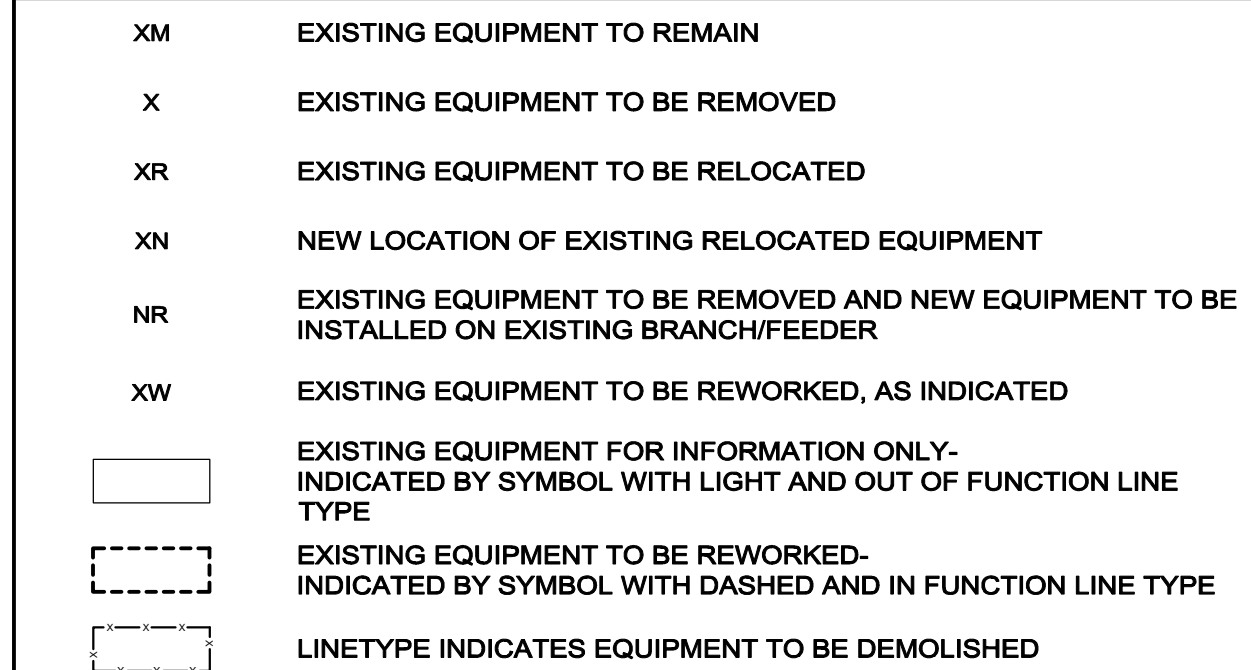 XM EXISTING EQUIPMENT TO REMAIN
X EXISTING EQUIPMENT TO BE REMOVED
XR EXISTING EQUIPMENT TO BE RELOCATED
XN NEW LOCATION OF EXISTING RELOCATED EQUIPMENT
NR EXISTING EQUIPMENT TO BE REMOVED AND NEW EQUIPMENT TO BE
INSTALLED ON EXISTING BRANCH/FEEDER
XW EXISTING EQUIPMENT TO BE REWORKED, AS INDICATED
EXISTING EQUIPMENT FOR INFORMATION ONLY-
INDICATED BY SYMBOL WITH LIGHT AND OUT OF FUNCTION LINE
TYPE
EXISTING EQUIPMENT TO BE REWORKED-
INDICATED BY SYMBOL WITH DASHED AND IN FUNCTION LINE TYPE
LINETYPE INDICATES EQUIPMENT TO BE DEMOLISHED